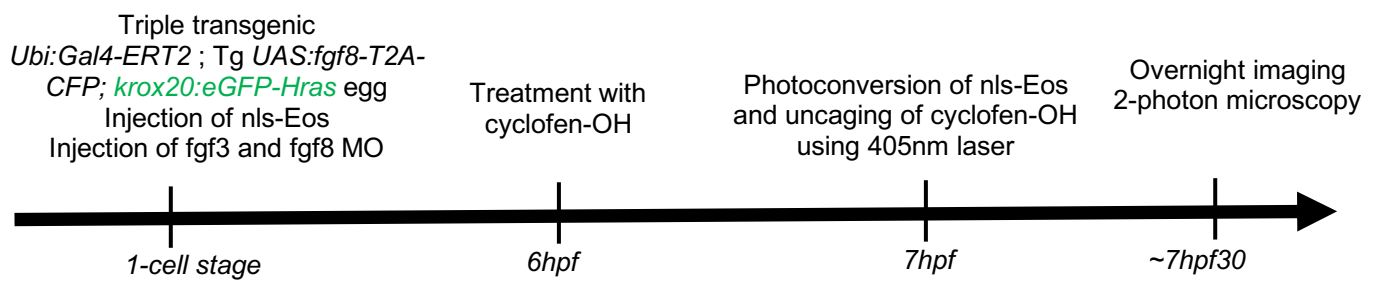 Triple transgenic
Ubi:Gal4-ERT2 ; Tg UAS:fgf8-T2A-
CFP; krox20:eGFP-Hras egg
Injection of nls-Eos
Injection of fgf3 and fgf8 MO
Treatment with
cyclofen-OH
Photoconversion of nls-Eos
and uncaging of cyclofen-OH
using 405nm laser
Overnight imaging
2-photon microscopy
1-cell stage
6hpf
7hpf
~7hpf30